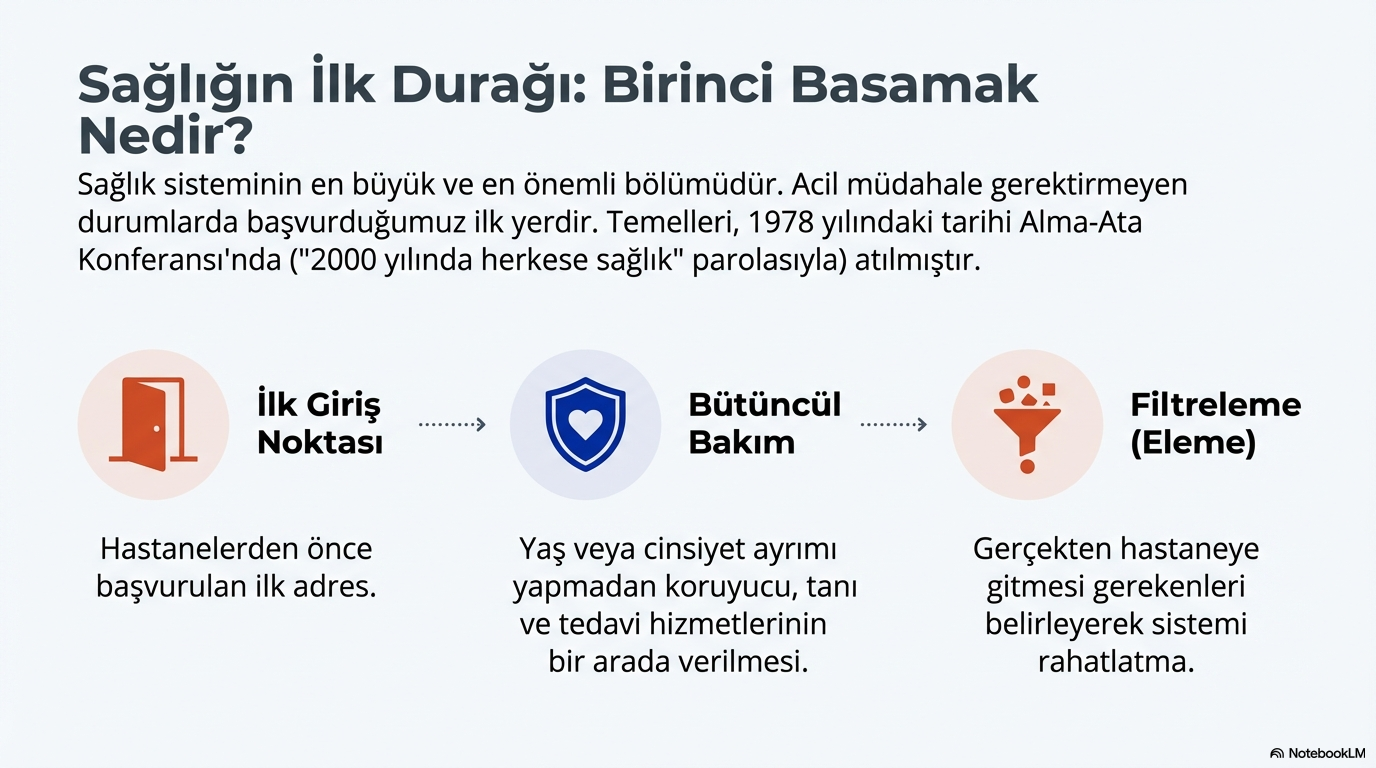 Sağlığın İlk Durağı: Birinci Basamak
Nedir?
Sağlık sisteminin en büyük ve en önemli bölümüdür. Acil müdahale gerektirmeyen
durumlarda başvurduğumuz ilk yerdir. Temelleri, 1978 yılındaki tarihi Alma-Ata
Konferansı'nda ("2000 yılında herkese sağlık" parolasıyla) atılmıştır.
İlk Giriş
Noktası
Hastanelerden önce
başvurulan ilk adres.
Bütüncül
Bakım
Yaş veya cinsiyet ayrımı
yapmadan koruyucu, tanı
ve tedavi hizmetlerinin
bir arada verilmesi.
Filtreleme
(Eleme)
Gerçekten hastaneye
gitmesi gerekenleri
belirleyerek sistemi
rahatlatma.
NotebookLM